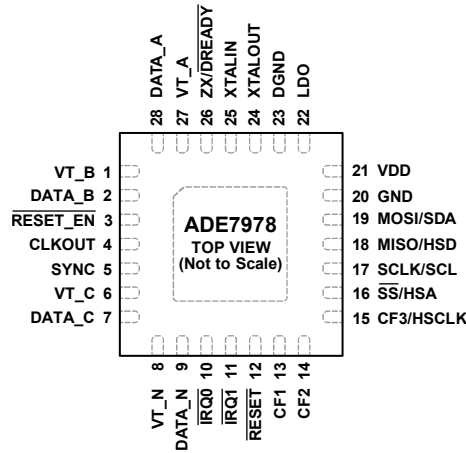 28 DATA_A
27 VT_A
26 ZX/DREADY
25 XTALIN
24 XTALOUT
23 DGND
22 LDO
VT_B 1
DATA_B 2
RESET_EN 3
CLKOUT 4
SYNC 5
VT_C 6
DATA_C 7
ADE7978
TOP VIEW
(Not to Scale)
21 VDD
20 GND
19 MOSI/SDA
18 MISO/HSD
17 SCLK/SCL
16 SS/HSA
15 CF3/HSCLK
VT_N 8
DATA_N 9
IRQ0 10
IRQ1 11
RESET 12
CF1 13
CF2 14